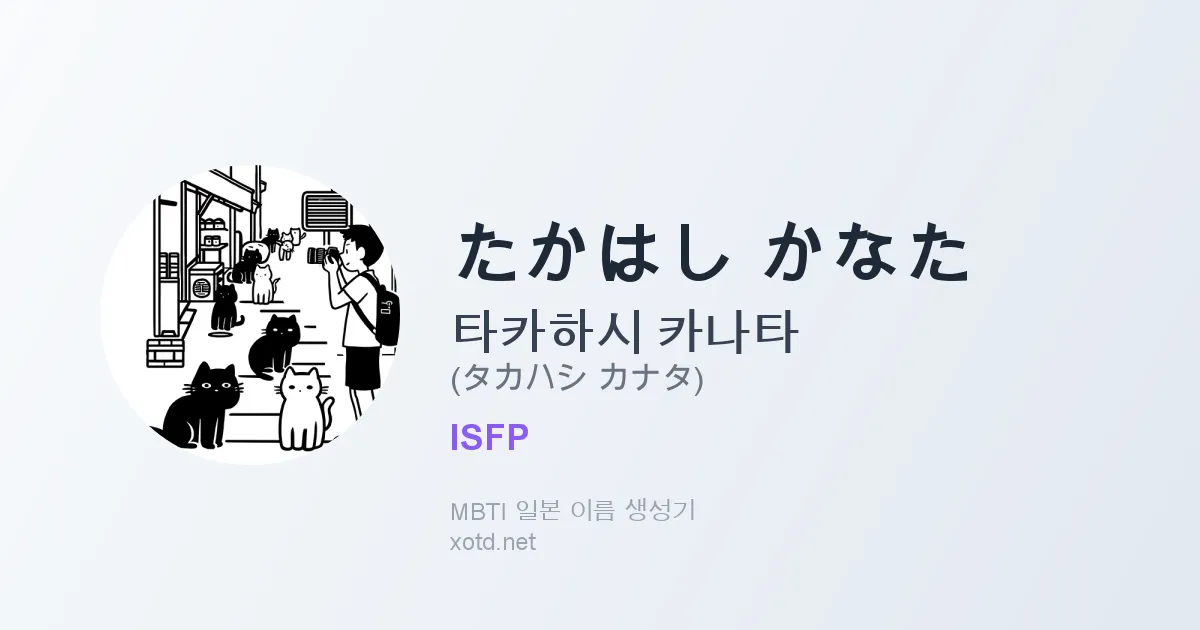 たかはし かなた
타카하시 카나타
(タカハシ カナタ)
ISFP
MBTI 일본 이름 생성기
xotd.net